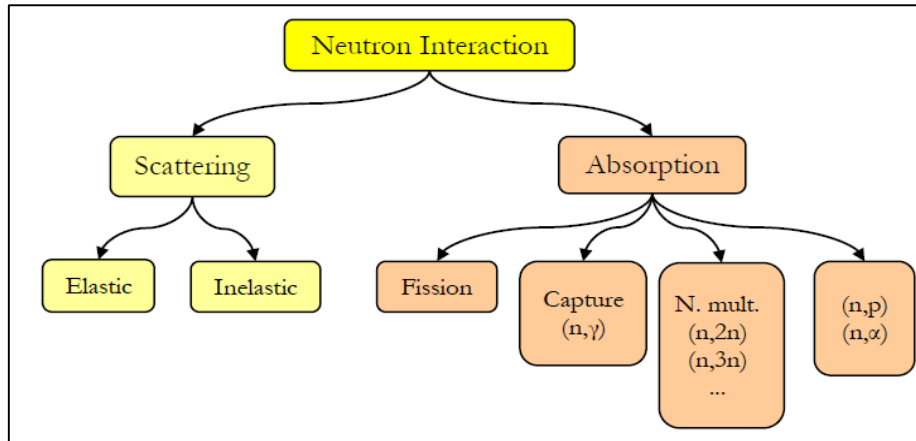 Neutron Interaction
Scattering
Absorption
Elastic
Inelastic
Fission
Capture
(n,γ)
N. mult.
(n,2n)
(n,3n)
...
(n,p)
(n,α)